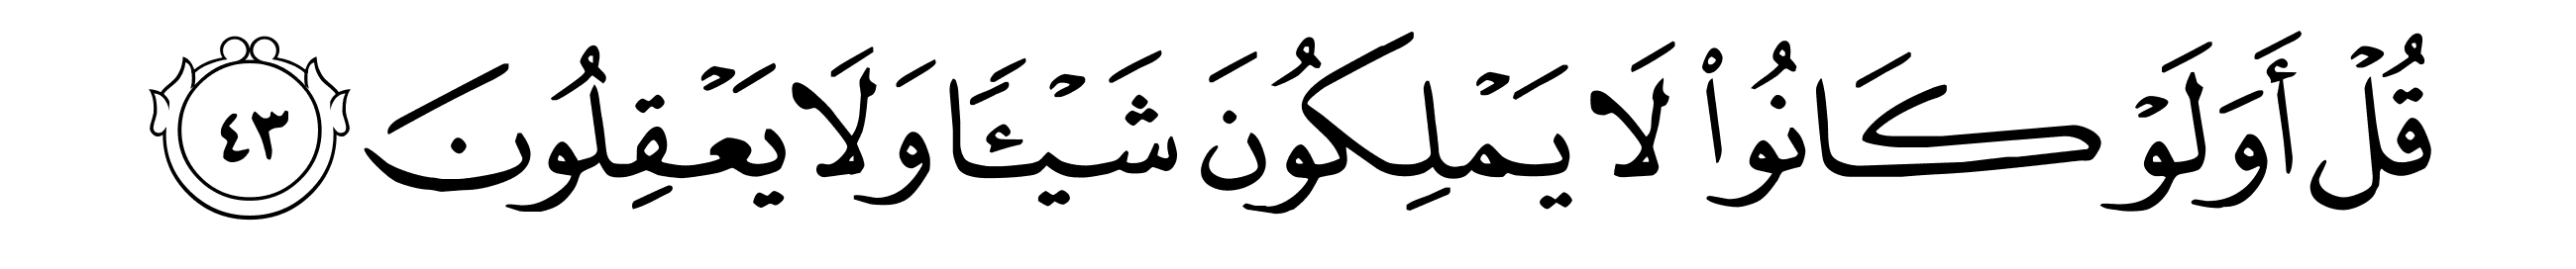 قُلْ أَوَلَوْ كَانُوا۟ لَا يَمْلِكُونَ شَيْـًٔا وَلَا يَعْقِلُونَ ٤٣